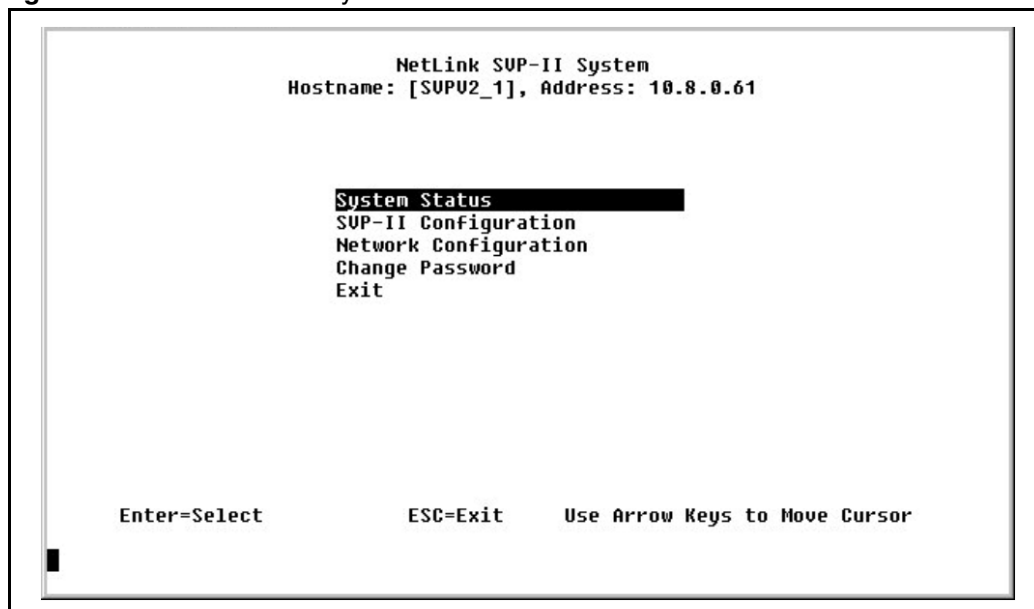 NetLink SVP-II System
Hostname: [SVPV2_1], Address: 10.8.0.61
System Status
SVP-II Configuration
Network Configuration
Change Password
Exit
Enter=Select ESC=Exit Use Arrow Keys to Move Cursor